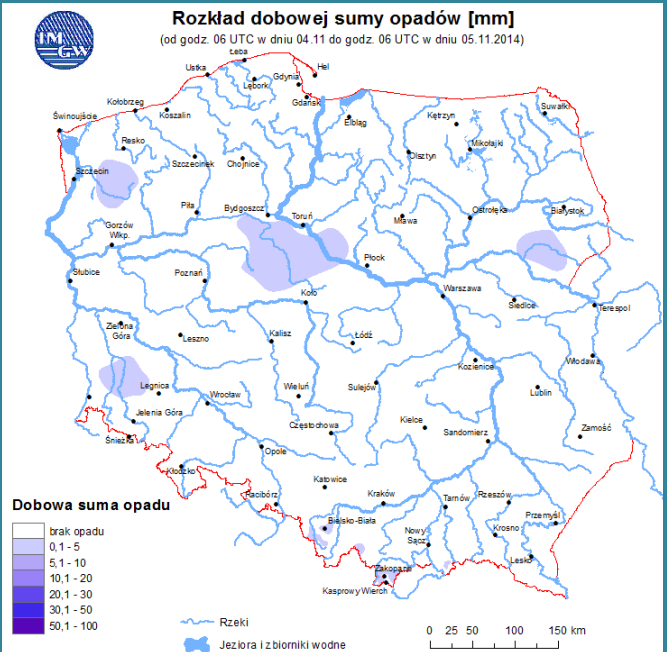 IM
GW
Rozkład dobowej sumy opadów [mm]
(od godz. 06 UTC w dniu 04.11 do godz. 06 UTC w dniu 05.11.2014)
Łeba
Ustka
Hel
Gdynia
Lębork
Gdańsk
Kołobrzeg
Koszalin
Świnoujście
Elbląg
Kętrzyn
Suwałki
Resko
Szczecinek
Chojnice
Olsztyn
Mikołajki
Szczecin
Piła
Bydgoszcz
Toruń
Mława
Ostrołęka
Białystok
Gorzów
Wlkp.
Płock
Słubice
Poznań
Koło
Warszawa
Siedlce
Terespol
Zielona
Góra
Leszno
Kalisz
Łódź
Kozienice
Włodawa
Legnica
Wrocław
Wieluń
Sulejów
Lublin
Jelenia Góra
Śnieżka
Częstochowa
Kielce
Sandomierz
Zamość
Kłodzko
Opole
Racibórz
Katowice
Kraków
Tarnów
Rzeszów
Przemyśl
Bielsko-Biała
Nowy
Sącz
Krosno
Lesko
Zakopane
Kasprowy Wierch
Dobowa suma opadu
brak opadu
0,1 - 5
5,1 - 10
10,1 - 20
20,1 - 30
30,1 - 50
50,1 - 100
Rzeki
Jeziora i zbiorniki wodne
0 25 50 100 150 km